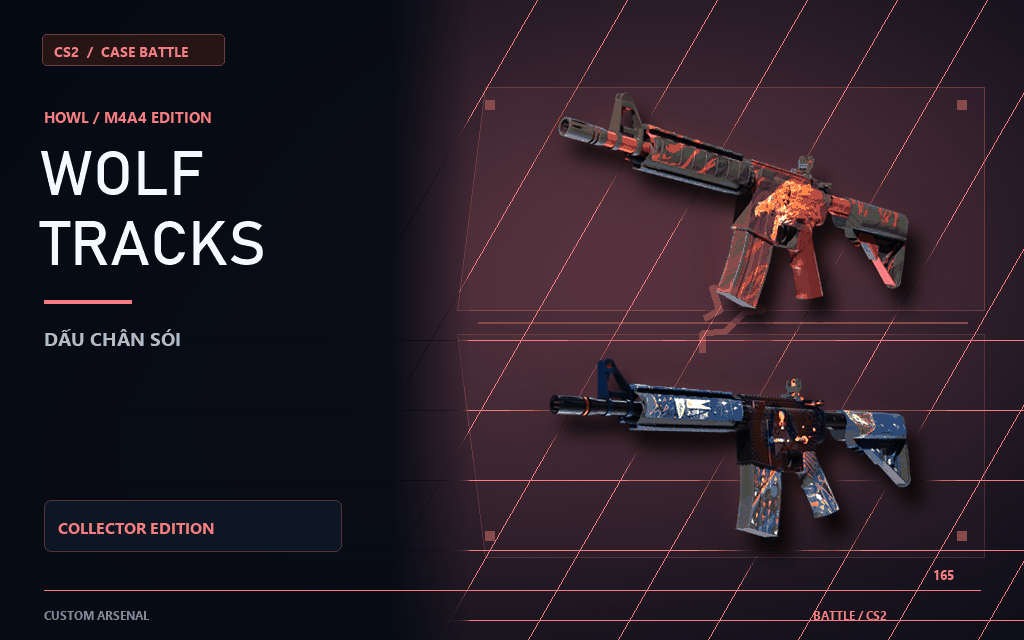 CS2 / CASE BATTLE
HOWL / M4A4 EDITION
WOLF
TRACKS
DẤU CHÂN SÓI
COLLECTOR EDITION
165
CUSTOM ARSENAL
BATTLE / CS2